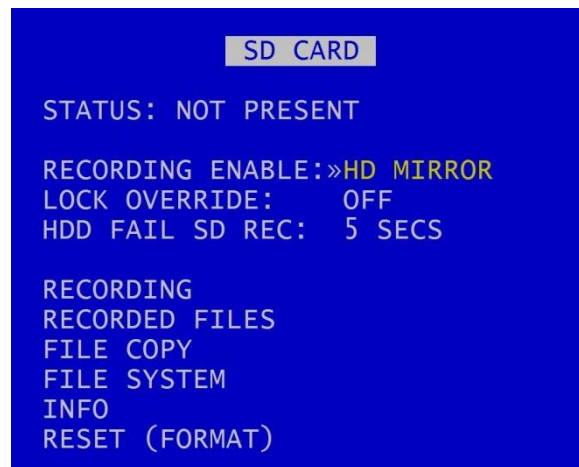 SD CARD
STATUS: NOT PRESENT
RECORDING ENABLE:»HD MIRROR
LOCK OVERRIDE: OFF
HDD FAIL SD REC: 5 SECS
RECORDING
RECORDED FILES
FILE COPY
FILE SYSTEM
INFO
RESET (FORMAT)